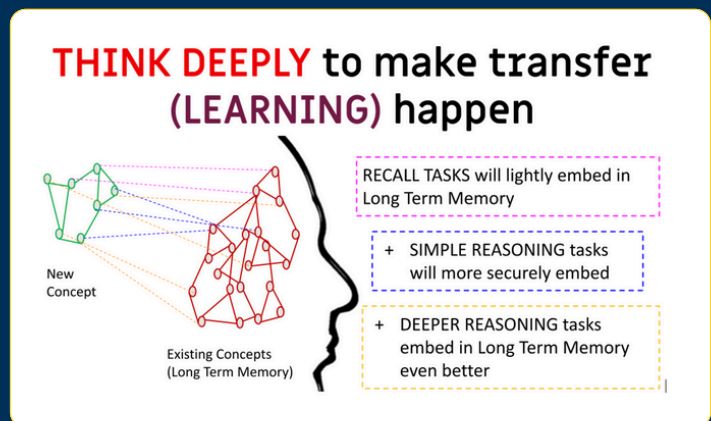 THINK DEEPLY to make transfer
(LEARNING) happen
New
Concept
Existing Concepts
(Long Term Memory)
RECALL TASKS will lightly embed in
Long Term Memory
+ SIMPLE REASONING tasks
will more securely embed
+ DEEPER REASONING tasks
embed in Long Term Memory
even better